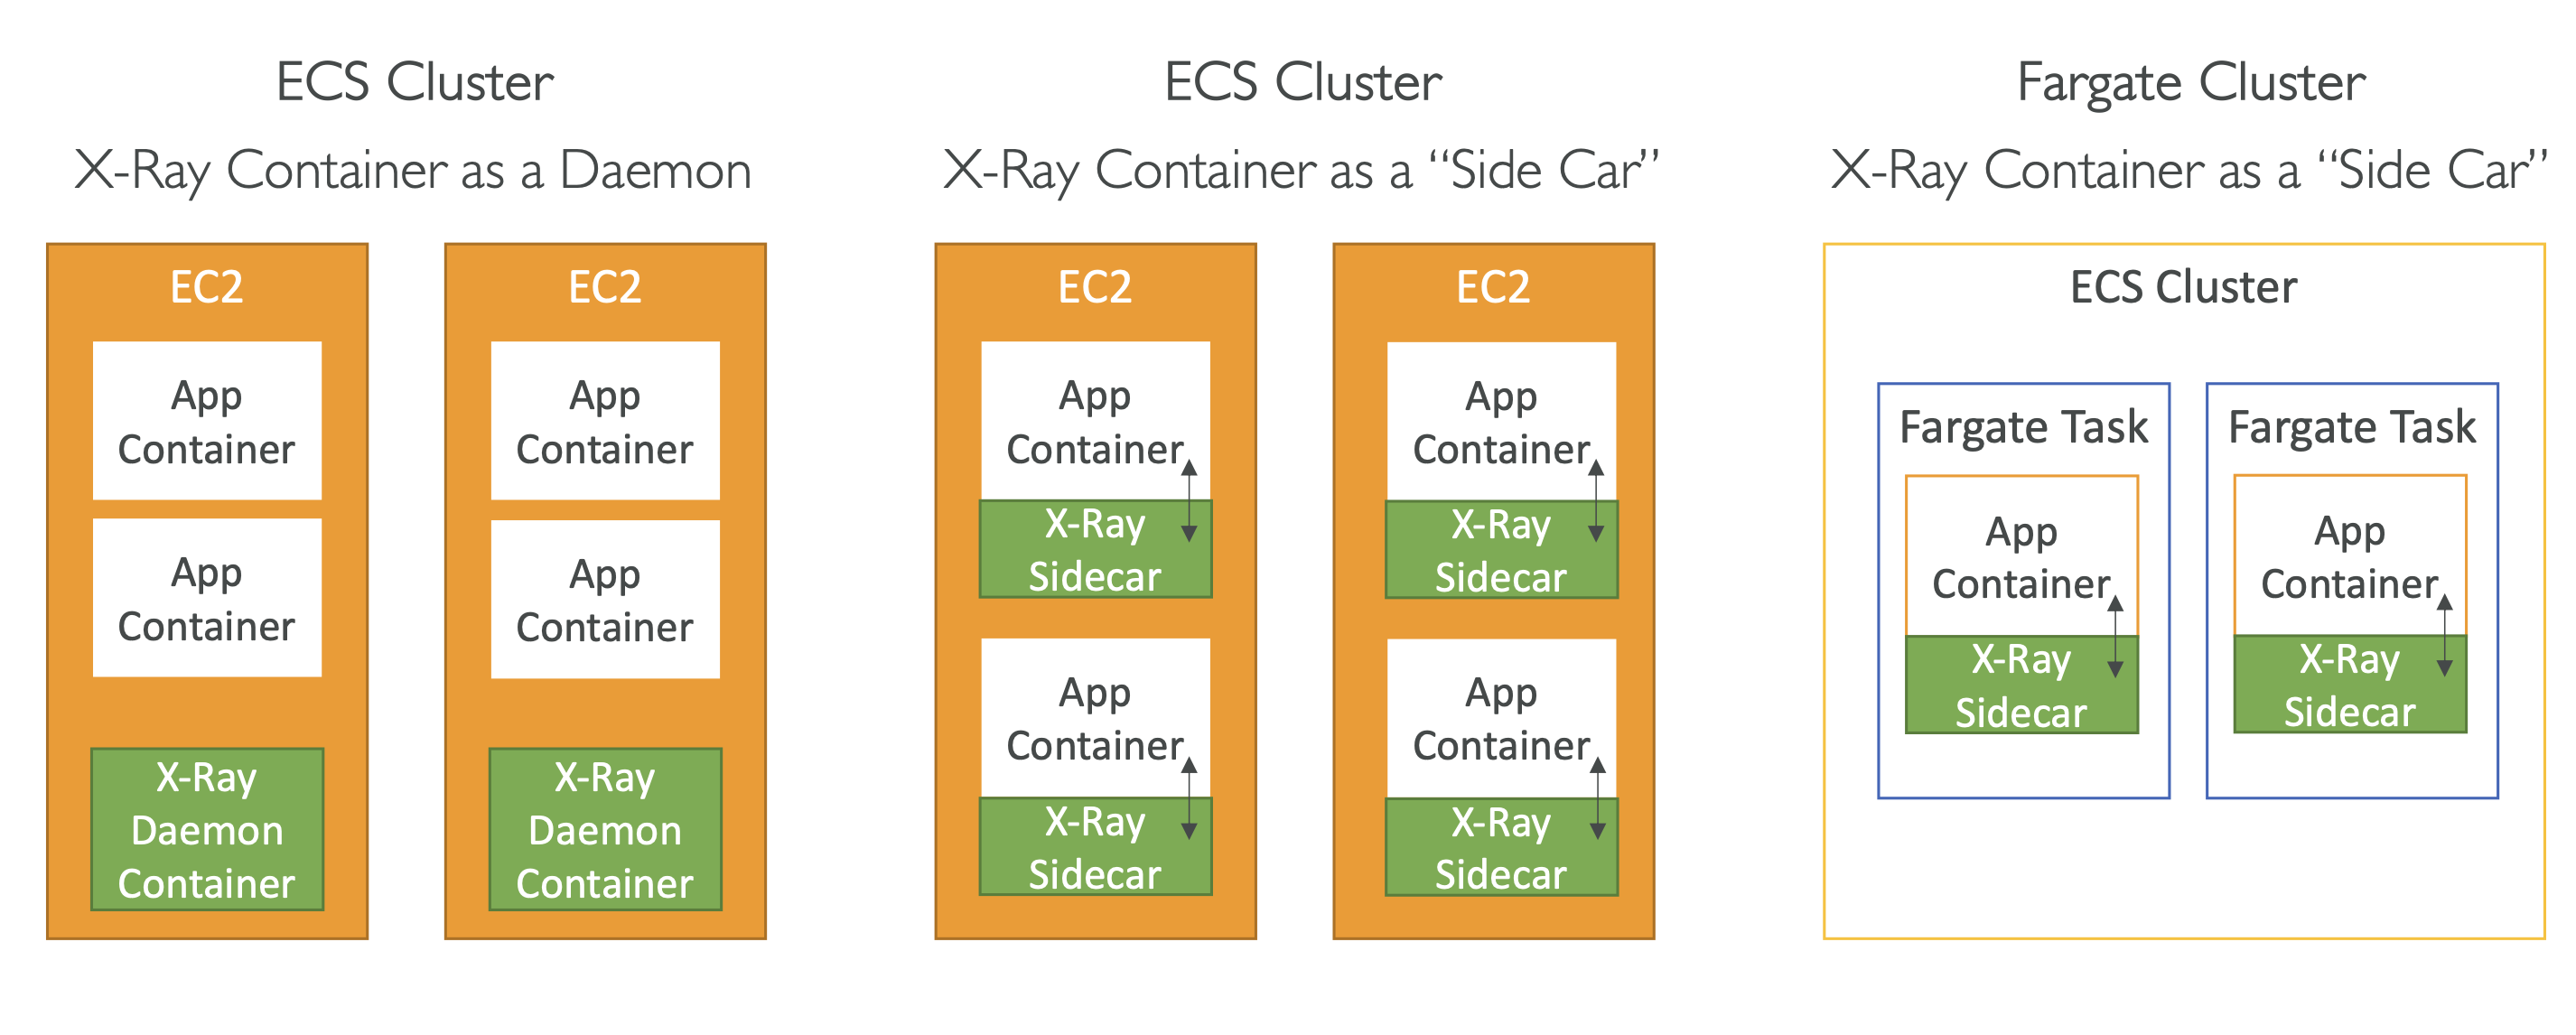 ECS Cluster
X-Ray Container as a Daemon
EC2
App
Container
App
Container
X-Ray
Daemon
Container
EC2
App
Container
App
Container
X-Ray
Daemon
Container
ECS Cluster
X-Ray Container as a “Side Car”
EC2
App
Container
X-Ray
Sidecar
App
Container
X-Ray
Sidecar
EC2
App
Container
X-Ray
Sidecar
App
Container
X-Ray
Sidecar
Fargate Cluster
X-Ray Container as a “Side Car”
ECS Cluster
Fargate Task
App
Container
X-Ray
Sidecar
Fargate Task
App
Container
X-Ray
Sidecar